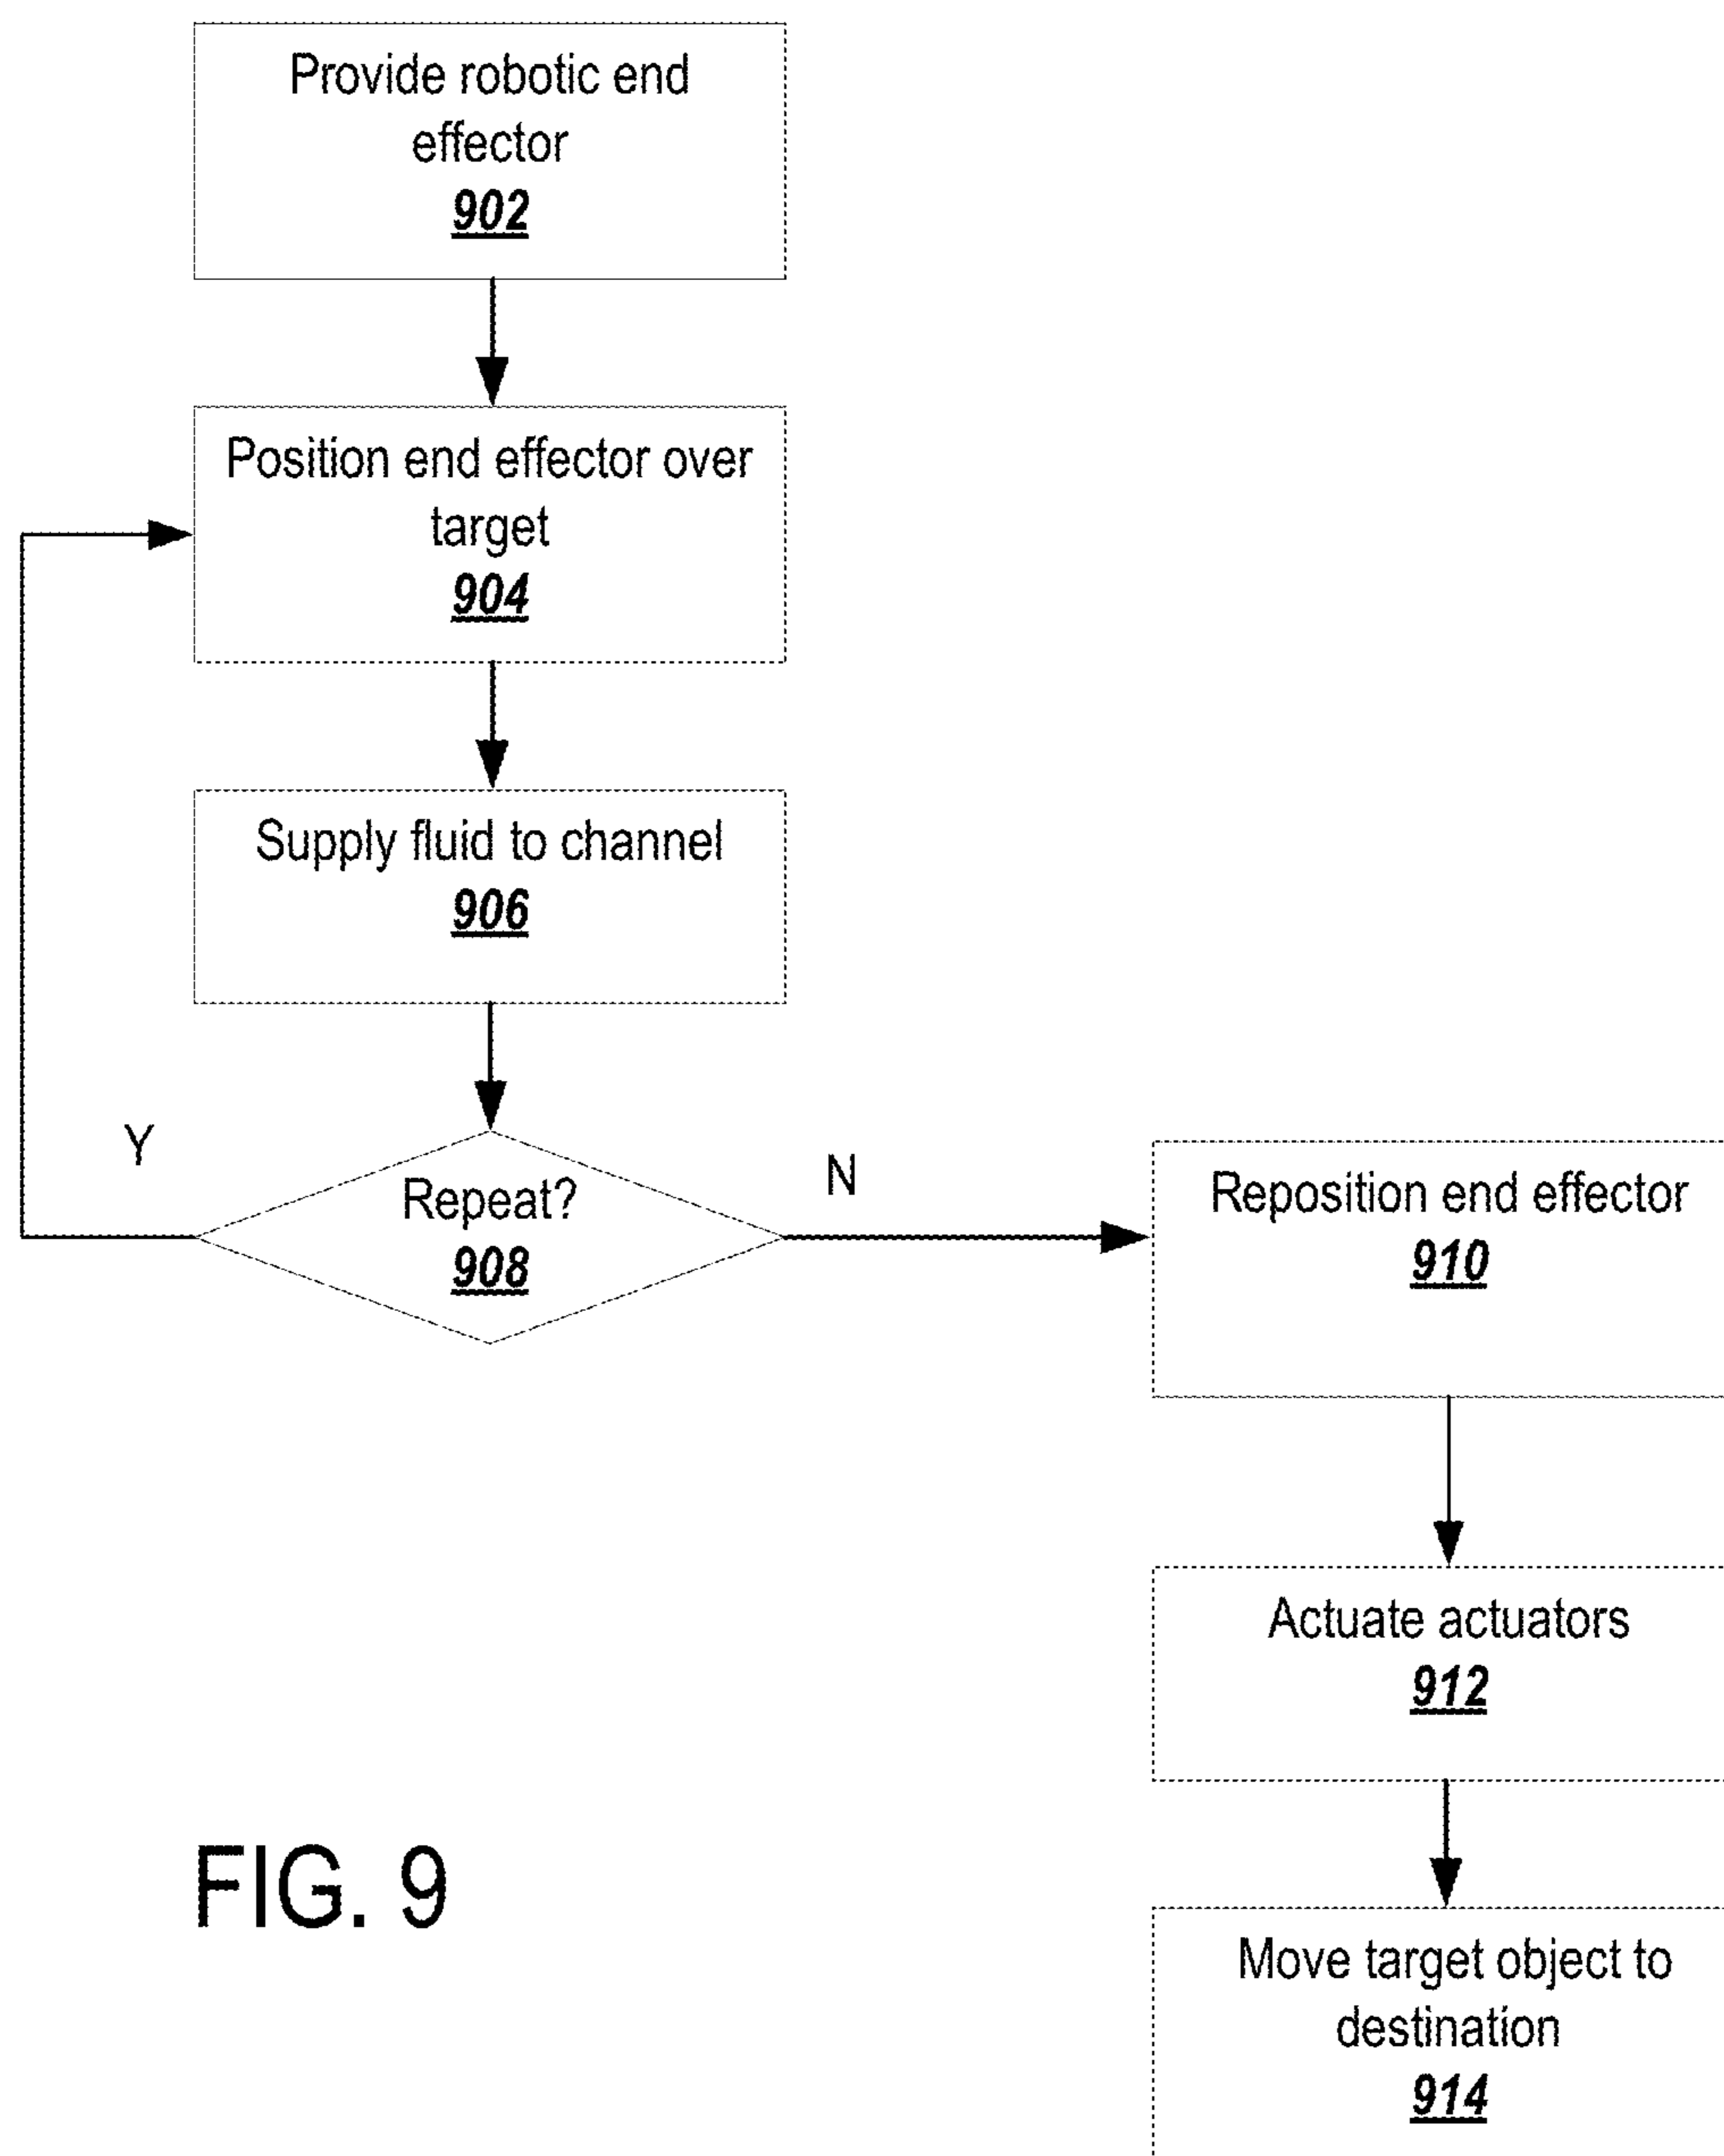 Provide robotic end
effector
902
Position end effector over
target
904
Supply fluid to channel
906
Y
Repeat?
908
N
Reposition end effector
910
Actuate actuators
912
Move target object to
destination
914
FIG. 9